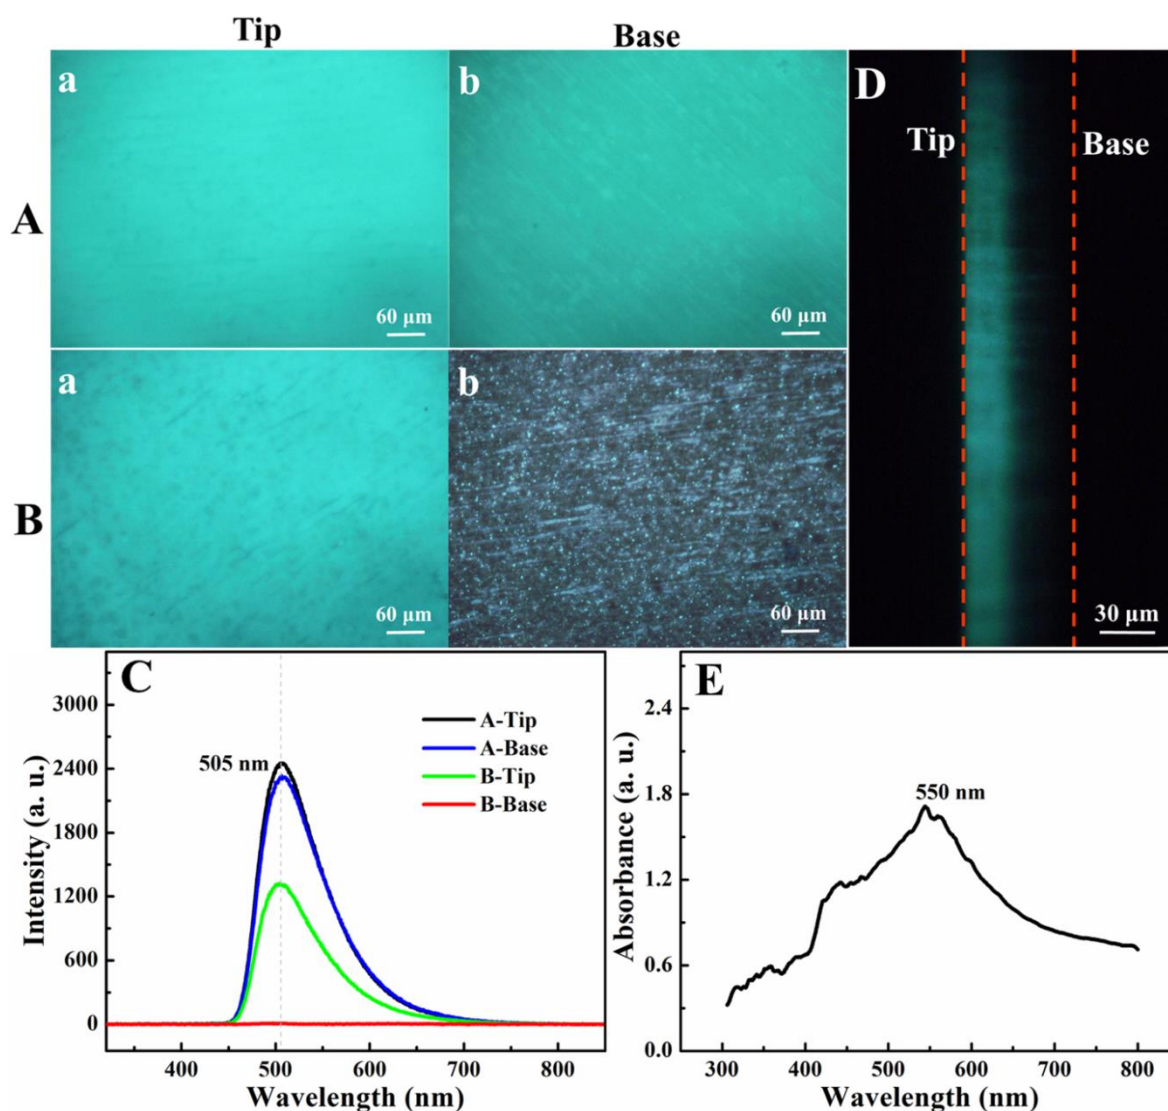 Tip
Base
A
a
60 μm
b
60 μm
D
Tip
Base
30 μm
B
a
60 μm
b
60 μm
C
505 nm
A-Tip
A-Base
B-Tip
B-Base
Intensity (a. u.)
3000
2400
1800
1200
600
0
400
500
600
700
800
Wavelength (nm)
E
550 nm
Absorbance (a. u.)
2.4
1.8
1.2
0.6
0.0
300
400
500
600
700
800
Wavelength (nm)